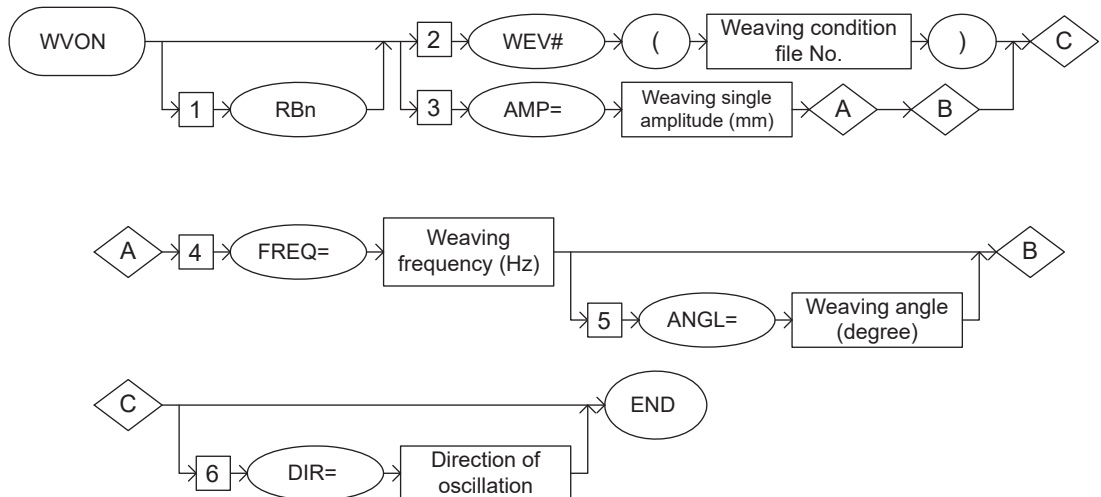 WVON
2
WEV#
(
Weaving condition
file No.
)
C
1
RBn
3
AMP=
Weaving single
amplitude (mm)
A
B
A
4
FREQ=
Weaving
frequency (Hz)
B
5
ANGL=
Weaving angle
(degree)
C
END
6
DIR=
Direction of
oscillation